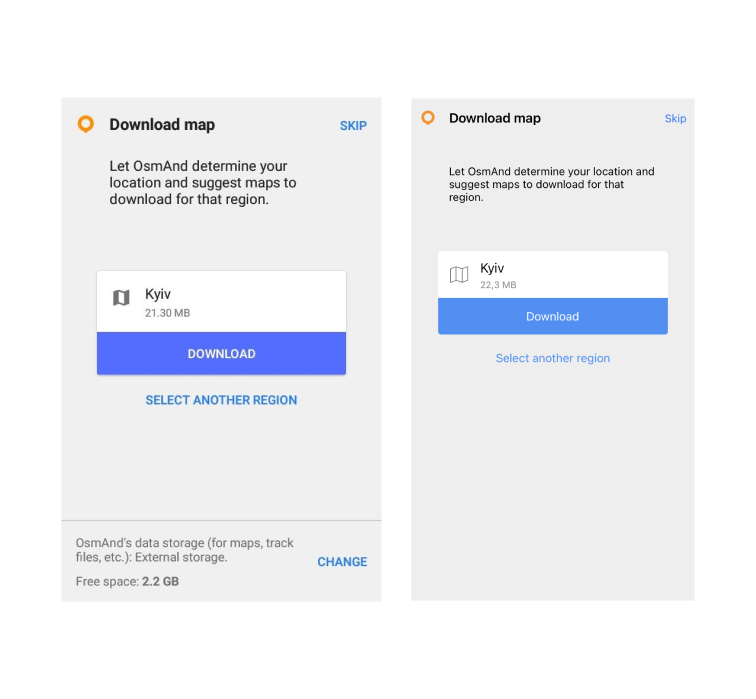 Download map
SKIP
Let OsmAnd determine your
location and suggest maps to
download for that region.
Kyiv
21.30 MB
DOWNLOAD
SELECT ANOTHER REGION
OsmAnd's data storage (for maps, track
files, etc.): External storage.
CHANGE
Free space: 2.2 GB
Download map
Skip
Let OsmAnd determine your location and
suggest maps to download for that
region.
Kyiv
22,3 MB
Download
Select another region